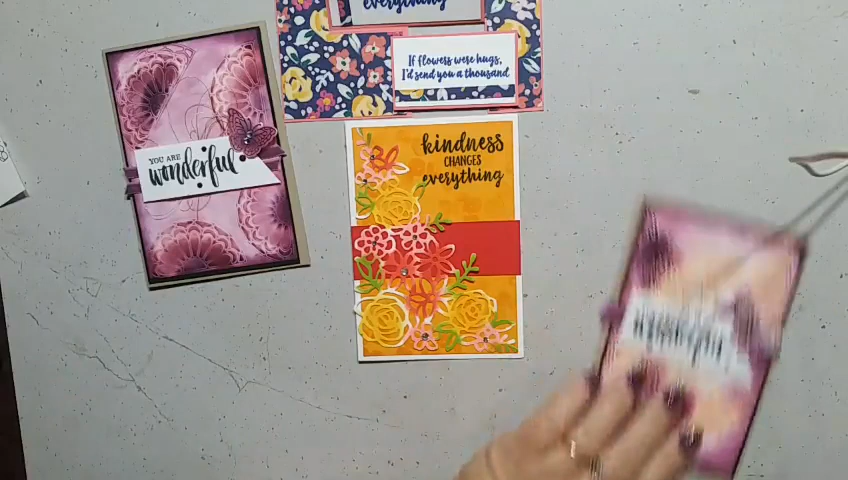 everything
If flowers were hugs,
I'd send you a thousand
kindness
CHANGES
everything
YOU ARE
wonderful